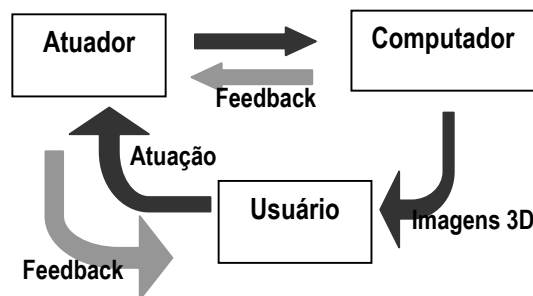 Atuador
Computador
Feedback
Atuação
Usuário
Imagens 3D
Feedback